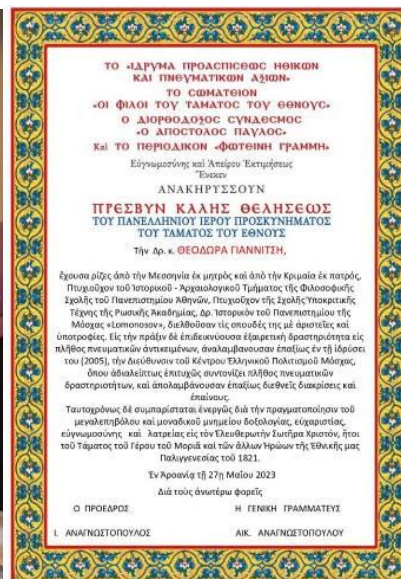 ΤΟ «ΙΔΡΥΜΑ ΠΡΟΑΣΠΙΣΕΩΣ ΗΘΙΚΩΝ
ΚΑΙ ΠΝΕΥΜΑΤΙΚΩΝ ΑΞΙΩΝ»
ΤΟ ΣΩΜΑΤΕΙΟΝ
«ΟΙ ΦΙΛΟΙ ΤΟΥ ΤΑΜΑΤΟΣ ΤΟΥ ΕΘΝΟΥΣ»
Ο ΔΙΟΡΘΟΔΟΞΟΣ ΣΥΝΔΕΣΜΟΣ
«Ο ΑΠΟΣΤΟΛΟΣ ΠΑΥΛΟΣ»
Καὶ ΤΟ ΠΕΡΙΟΔΙΚΟΝ «ΦΩΤΕΙΝΗ ΓΡΑΜΜΗ»
Εὐγνωμοσύνης καὶ Ἀπείρου Ἐκτιμήσεως
Ἕνεκεν
ΑΝΑΚΗΡΥΣΣΟΥΝ
ΠΡΕΣΒΥΝ ΚΑΛΗΣ ΘΕΛΗΣΕΩΣ
ΤΟΥ ΠΑΝΕΛΛΗΝΙΟΥ ΙΕΡΟΥ ΠΡΟΣΚΥΝΗΜΑΤΟΣ
ΤΟΥ ΤΑΜΑΤΟΣ ΤΟΥ ΕΘΝΟΥΣ
Τὴν Δρ. κ. ΘΕΟΔΩΡΑ ΓΙΑΝΝΙΤΣΗ,
ἔχουσα ρίζες ἀπὸ τὴν Μεσσηνία ἐκ μητρὸς καὶ ἀπὸ τὴν Κριμαία ἐκ πατρός,
Πτυχιοῦχον τοῦ Ἱστορικοῦ - Ἀρχαιολογικοῦ Τμήματος τῆς Φιλοσοφικῆς
Σχολῆς τοῦ Πανεπιστημίου Ἀθηνῶν, Πτυχιοῦχον τῆς Σχολῆς Ὑποκριτικῆς
Τέχνης τῆς Ρωσικῆς Ἀκαδημίας, Δρ. Ἱστορικὸν τοῦ Πανεπιστημίου τῆς
Μόσχας «Lomonosov», διελθοῦσαν τὶς σπουδές της μὲ ἀριστεῖες καὶ
ὑποτροφίες. Εἰς τὴν πρᾶξιν δὲ ἐπιδεικνύουσα ἐξαιρετικὴ δραστηριότητα εἰς
πλῆθος πνευματικῶν ἀντικειμένων, ἀναλαμβάνουσαν ἐπαξίως ἐν τῇ ἱδρύσει
του (2005), τὴν Διεύθυνσιν τοῦ Κέντρου Ἑλληνικοῦ Πολιτισμοῦ Μόσχας,
ὅπου ἀδιαλείπτως ἐπιτυχῶς συντονίζει πλῆθος πνευματικῶν
δραστηριοτήτων, καὶ ἀπολαμβάνουσαν ἐπαξίως διεθνεῖς διακρίσεις καὶ
ἐπαίνους.
Ταυτοχρόνως δὲ συμπαρίσταται ἐνεργῶς διὰ τὴν πραγματοποίησιν τοῦ
μεγαλεπηβόλου καὶ μοναδικοῦ μνημείου δοξολογίας, εὐχαριστίας,
εὐγνωμοσύνης καὶ λατρείας εἰς τὸν Ἐλευθερωτὴν Σωτῆρα Χριστόν, ἤτοι
τοῦ Τάματος τοῦ Γέρου τοῦ Μοριᾶ καὶ τῶν ἄλλων Ἡρώων τῆς Ἐθνικῆς μας
Παλιγγενεσίας τοῦ 1821.
Ἐν Ἀροανίᾳ τῇ 27ῃ Μαΐου 2023
Διὰ τοὺς ἀνωτέρω φορεῖς
Ο ΠΡΟΕΔΡΟΣ Η ΓΕΝΙΚΗ ΓΡΑΜΜΑΤΕΥΣ
Ι. ΑΝΑΓΝΩΣΤΟΠΟΥΛΟΣ ΑΙΚ. ΑΝΑΓΝΩΣΤΟΠΟΥΛΟΥ